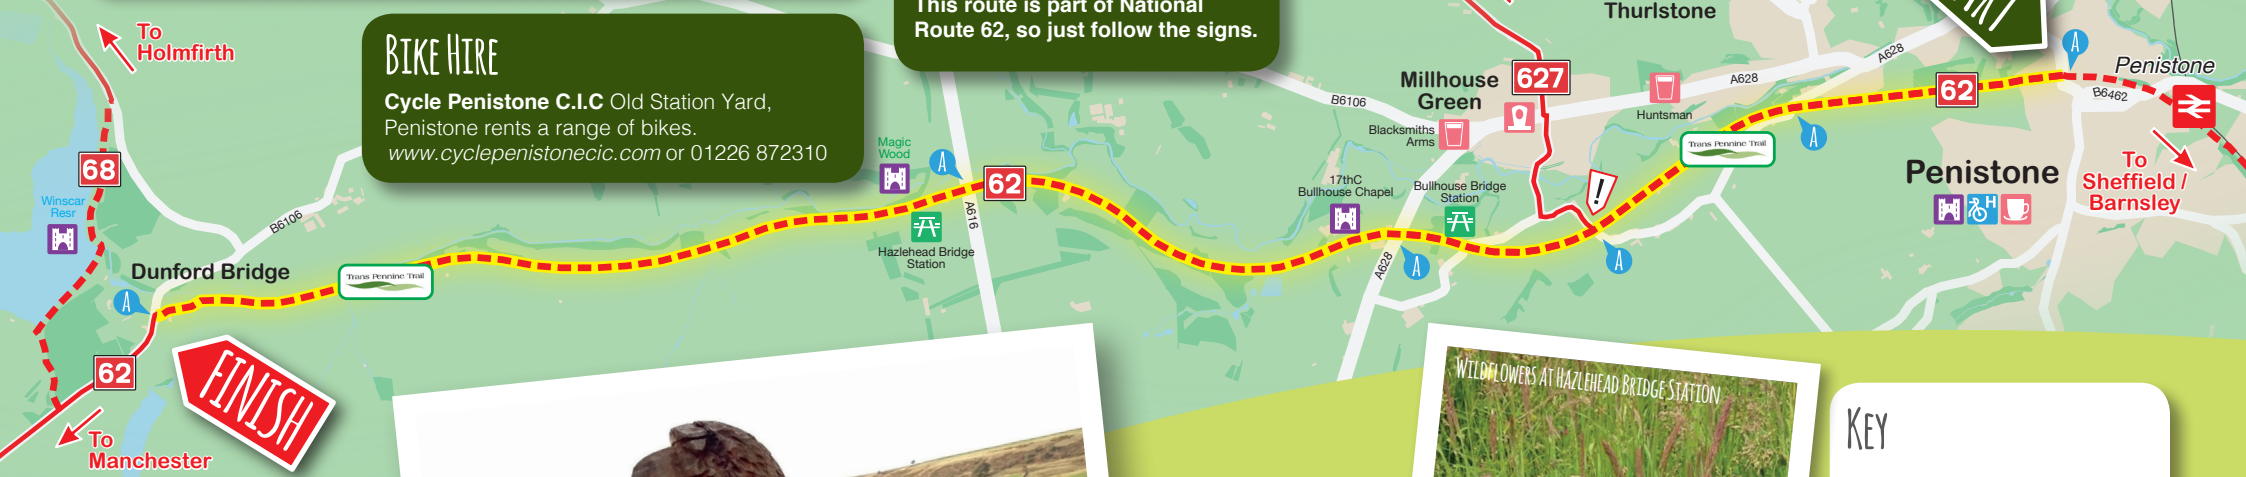 This route is part of National
Route 62, so just follow the signs.
To
Holmfirth
BIKE HIRE
Cycle Penistone C.I.C Old Station Yard,
Penistone rents a range of bikes.
www.cyclepenistonecic.com or 01226 872310
Thurlstone
A628
A
Penistone
Millhouse
Green
627
A628
62
B6462
B6106
Huntsman
Blacksmiths
Arms
Trans Pennine Trail
A
To
Sheffield /
Barnsley
Penistone
H
68
Magic
Wood
A
62
17thC
Bullhouse Chapel
Bullhouse Bridge
Station
!
Winscar
Resr
B6106
A616
Hazlehead Bridge
Station
A628
A
A
Dunford Bridge
Trans Pennine Trail
A
62
FINISH
To
Manchester
WILDFLOWERS AT HAZLEHEAD BRIDGE STATION
KEY